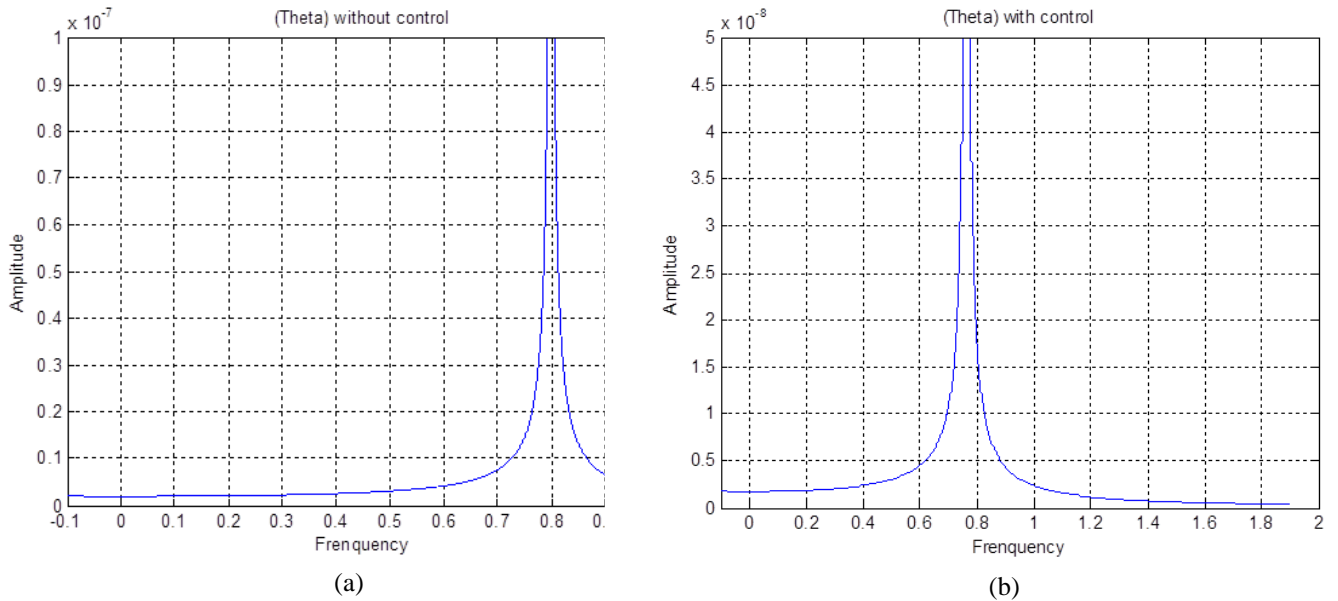 x 10^-7
(Theta) without control
1
0.9
0.8
0.7
0.6
0.5
0.4
0.3
0.2
0.1
0
Amplitude
-0.1 0 0.1 0.2 0.3 0.4 0.5 0.6 0.7 0.8 0.
Frenquency
(a)
x 10^-8
(Theta) with control
5
4.5
4
3.5
3
2.5
2
1.5
1
0.5
0
Amplitude
0 0.2 0.4 0.6 0.8 1 1.2 1.4 1.6 1.8 2
Frenquency
(b)